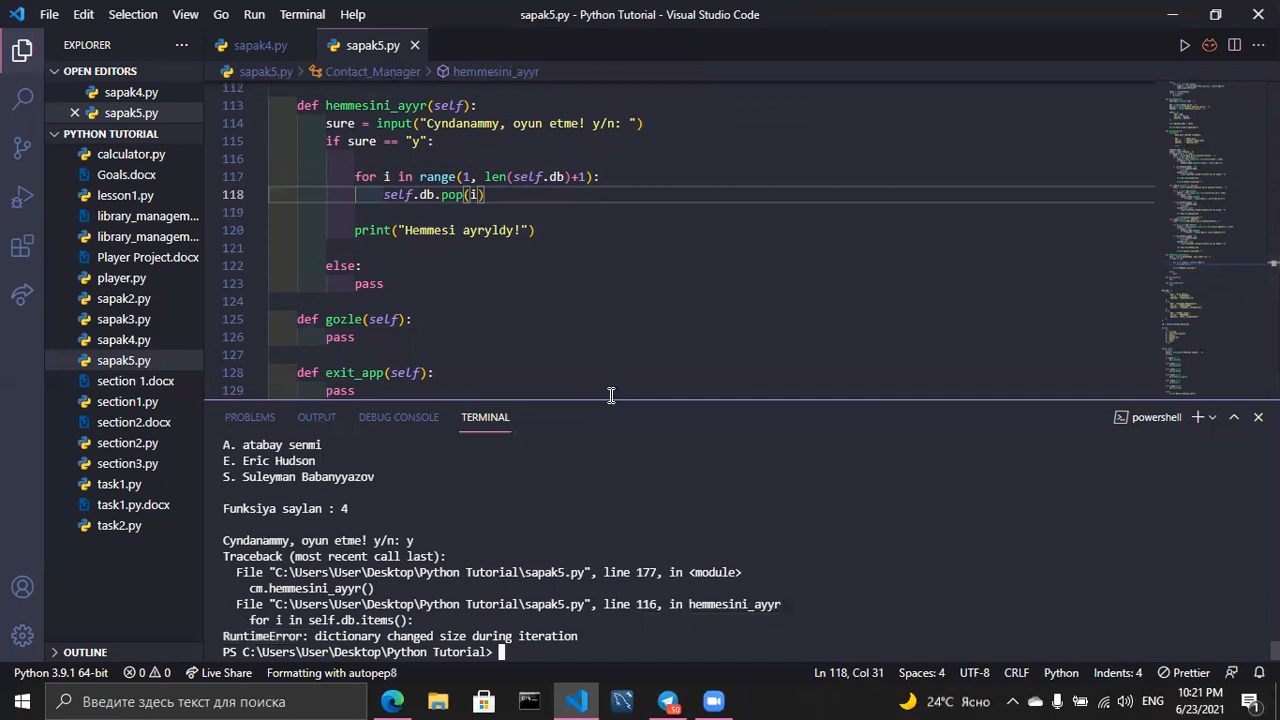 File Edit Selection View Go Run Terminal Help
sapak5.py - Python Tutorial - Visual Studio Code
EXPLORER
OPEN EDITORS
sapak4.py
sapak5.py
PYTHON TUTORIAL
calculator.py
Goals.docx
lesson1.py
library_managem...
library_managem...
Player Project.docx
player.py
sapak2.py
sapak3.py
sapak4.py
sapak5.py
section 1.docx
section1.py
section2.docx
section2.py
section3.py
task1.py
task1.py.docx
task2.py
OUTLINE
sapak4.py sapak5.py
sapak5.py > Contact_Manager > hemmesini_ayyr
112
113 def hemmesini_ayyr(self):
114 sure = input("Cyndanammy, oyun etme! y/n: ")
115 if sure == "y":
116
117 for i in range(1, len(self.db)+1):
118 self.db.pop(i)
119
120 print("Hemmesi ayryldy!")
121
122 else:
123 pass
124
125 def gozle(self):
126 pass
127
128 def exit_app(self):
129 pass
PROBLEMS OUTPUT DEBUG CONSOLE TERMINAL
powershell
A. atabay senmi
E. Eric Hudson
S. Suleyman Babanyyazov
Funksiya saylan : 4
Cyndanammy, oyun etme! y/n: y
Traceback (most recent call last):
File "C:\Users\User\Desktop\Python Tutorial\sapak5.py", line 177, in <module>
cm.hemmesini_ayyr()
File "C:\Users\User\Desktop\Python Tutorial\sapak5.py", line 116, in hemmesini_ayyr
for i in self.db.items():
RuntimeError: dictionary changed size during iteration
PS C:\Users\User\Desktop\Python Tutorial>
Python 3.9.1 64-bit 0 0 Live Share Formatting with autopep8
Ln 118, Col 31 Spaces: 4 UTF-8 CRLF Python Indents: 4 Prettier
Введите здесь текст для поиска
50
24°C Ясно
ENG
10:21 PM
6/23/2021
1